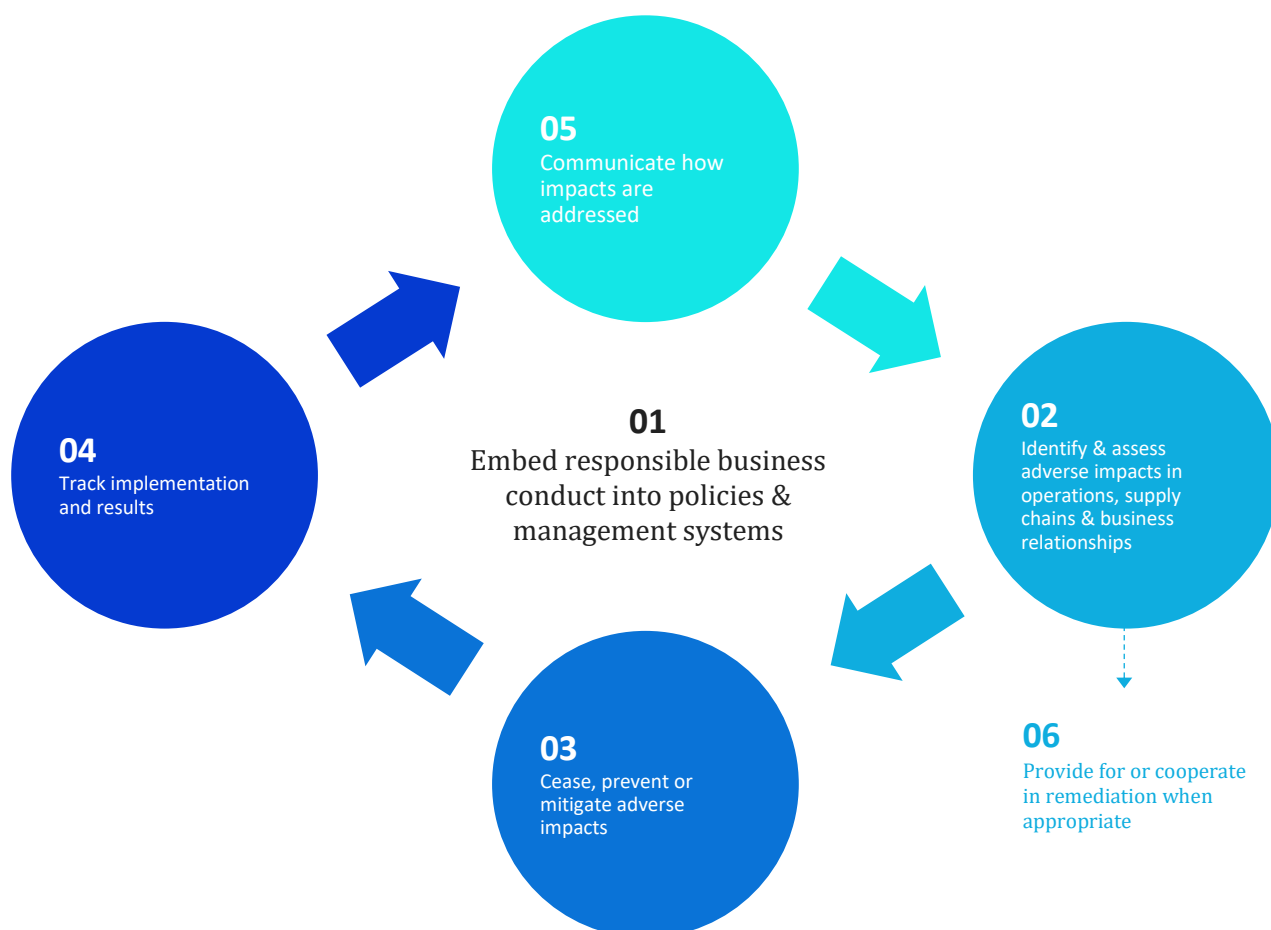 05
Communicate how
impacts are
addressed
04
Track implementation
and results
01
Embed responsible business
conduct into policies &
management systems
02
Identify & assess
adverse impacts in
operations, supply
chains & business
relationships
03
Cease, prevent or
mitigate adverse
impacts
06
Provide for or cooperate
in remediation when
appropriate